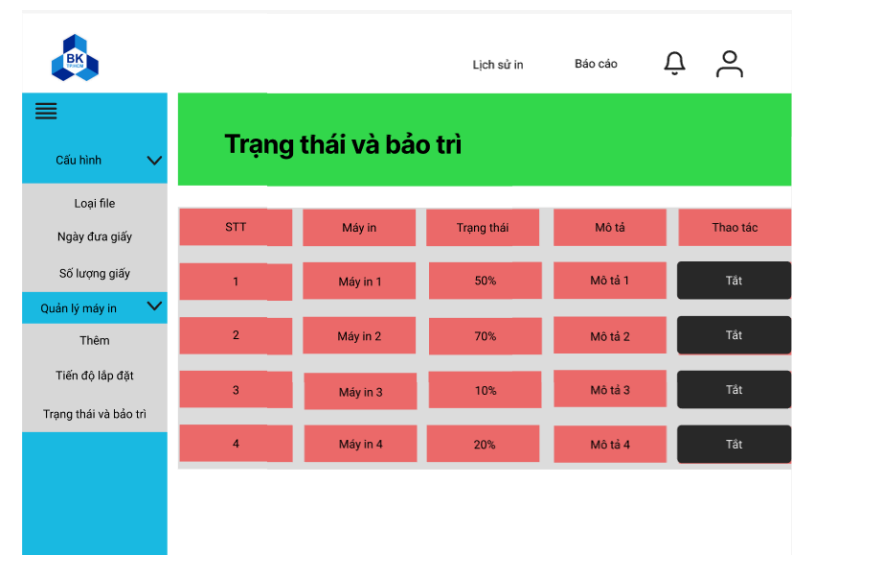 BK
TP.HCM
Lịch sử in
Báo cáo
Cấu hình
Loại file
Ngày đưa giấy
Số lượng giấy
Quản lý máy in
Thêm
Tiến độ lắp đặt
Trạng thái và bảo trì
Trạng thái và bảo trì
STT Máy in Trạng thái Mô tả Thao tác
1 Máy in 1 50% Mô tả 1 Tắt
2 Máy in 2 70% Mô tả 2 Tắt
3 Máy in 3 10% Mô tả 3 Tắt
4 Máy in 4 20% Mô tả 4 Tắt